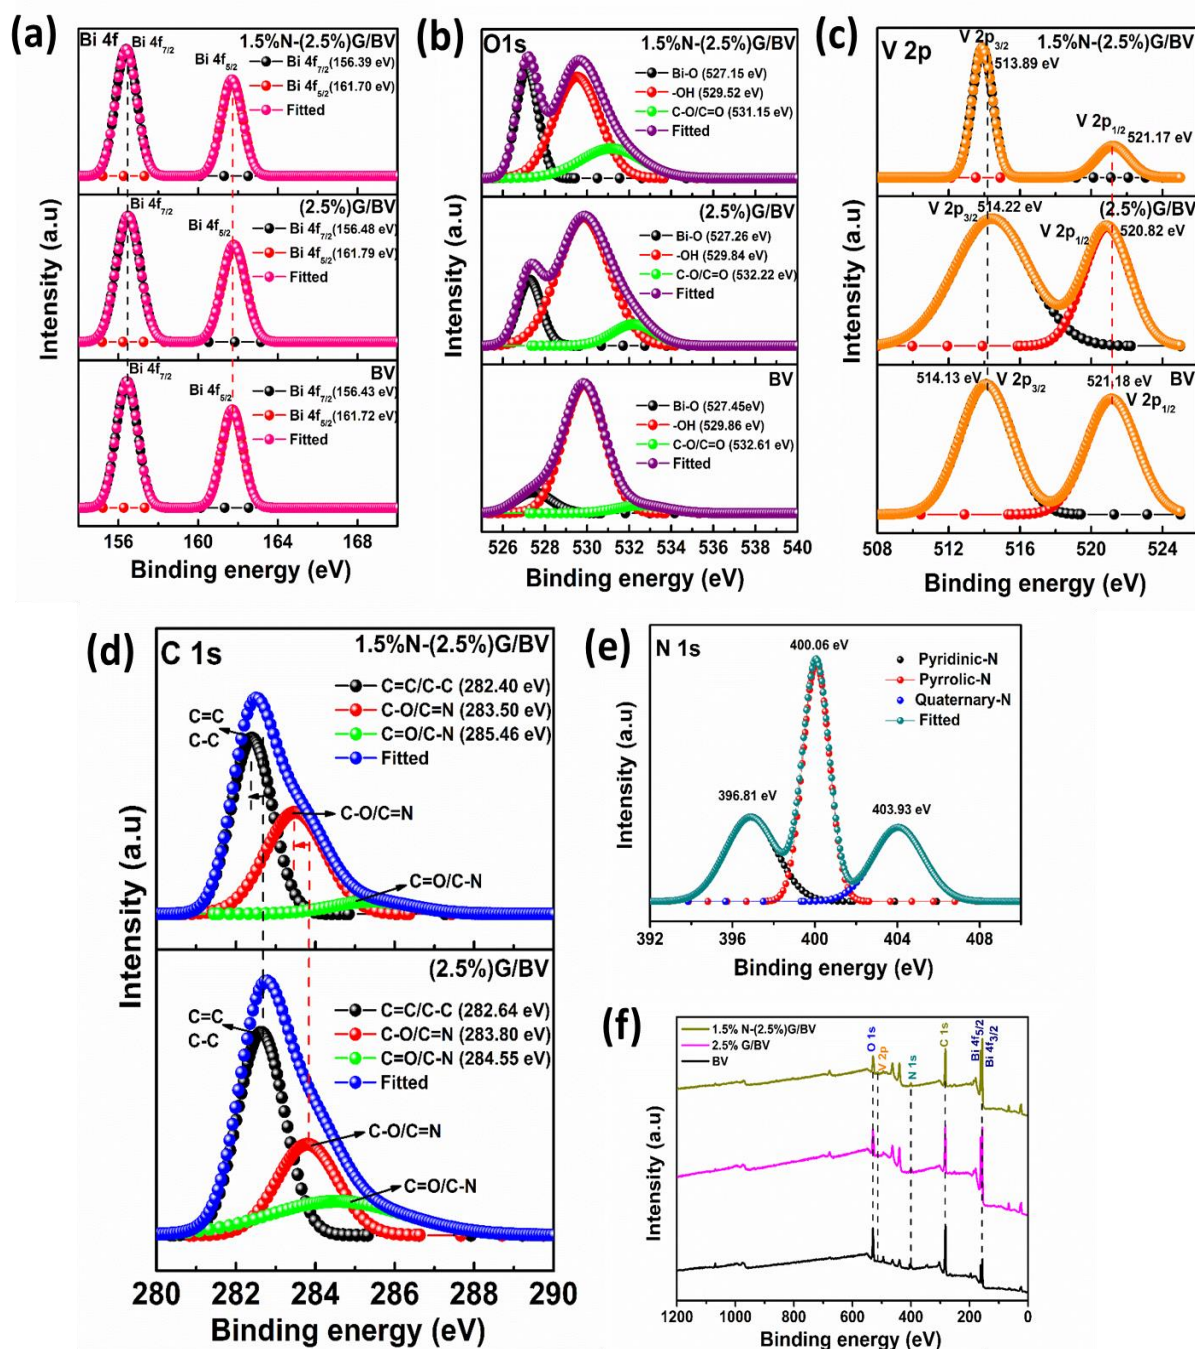 (a)
Bi 4f
Bi 4f7/2
1.5%N-(2.5%)G/BV
Bi 4f5/2
Bi 4f7/2(156.39 eV)
Bi 4f5/2(161.70 eV)
Fitted
Bi 4f7/2
(2.5%)G/BV
Bi 4f5/2
Bi 4f7/2(156.48 eV)
Bi 4f5/2(161.79 eV)
Fitted
Bi 4f7/2
BV
Bi 4f5/2
Bi 4f7/2(156.43 eV)
Bi 4f5/2(161.72 eV)
Fitted
Intensity (a.u)
156 160 164 168
Binding energy (eV)
(b)
O1s
1.5%N-(2.5%)G/BV
Bi-O (527.15 eV)
-OH (529.52 eV)
C-O/C=O (531.15 eV)
Fitted
(2.5%)G/BV
Bi-O (527.26 eV)
-OH (529.84 eV)
C-O/C=O (532.22 eV)
Fitted
BV
Bi-O (527.45eV)
-OH (529.86 eV)
C-O/C=O (532.61 eV)
Fitted
Intensity (a.u)
526 528 530 532 534 536 538 540
Binding energy (eV)
(c)
V 2p
V 2p3/2
1.5%N-(2.5%)G/BV
513.89 eV
V 2p1/2
521.17 eV
V 2p3/2
514.22 eV
(2.5%)G/BV
V 2p1/2
520.82 eV
BV
514.13 eV
V 2p3/2
521.18 eV
V 2p1/2
Intensity (a.u)
508 512 516 520 524
Binding energy (eV)
(d)
C 1s
1.5%N-(2.5%)G/BV
C=C/C-C (282.40 eV)
C-O/C=N (283.50 eV)
C=O/C-N (285.46 eV)
Fitted
C=C
C-C
C-O/C=N
C=O/C-N
(2.5%)G/BV
C=C/C-C (282.64 eV)
C-O/C=N (283.80 eV)
C=O/C-N (284.55 eV)
Fitted
C=C
C-C
C-O/C=N
C=O/C-N
Intensity (a.u)
280 282 284 286 288 290
Binding energy (eV)
(e)
N 1s
400.06 eV
Pyridinic-N
Pyrrolic-N
Quaternary-N
Fitted
396.81 eV
403.93 eV
Intensity (a.u)
392 396 400 404 408
Binding energy (eV)
(f)
1.5% N-(2.5%)G/BV
2.5% G/BV
BV
O 1s
V 2p
N 1s
C 1s
Bi 4f5/2
Bi 4f3/2
Intensity (a.u)
1200 1000 800 600 400 200 0
Binding energy (eV)